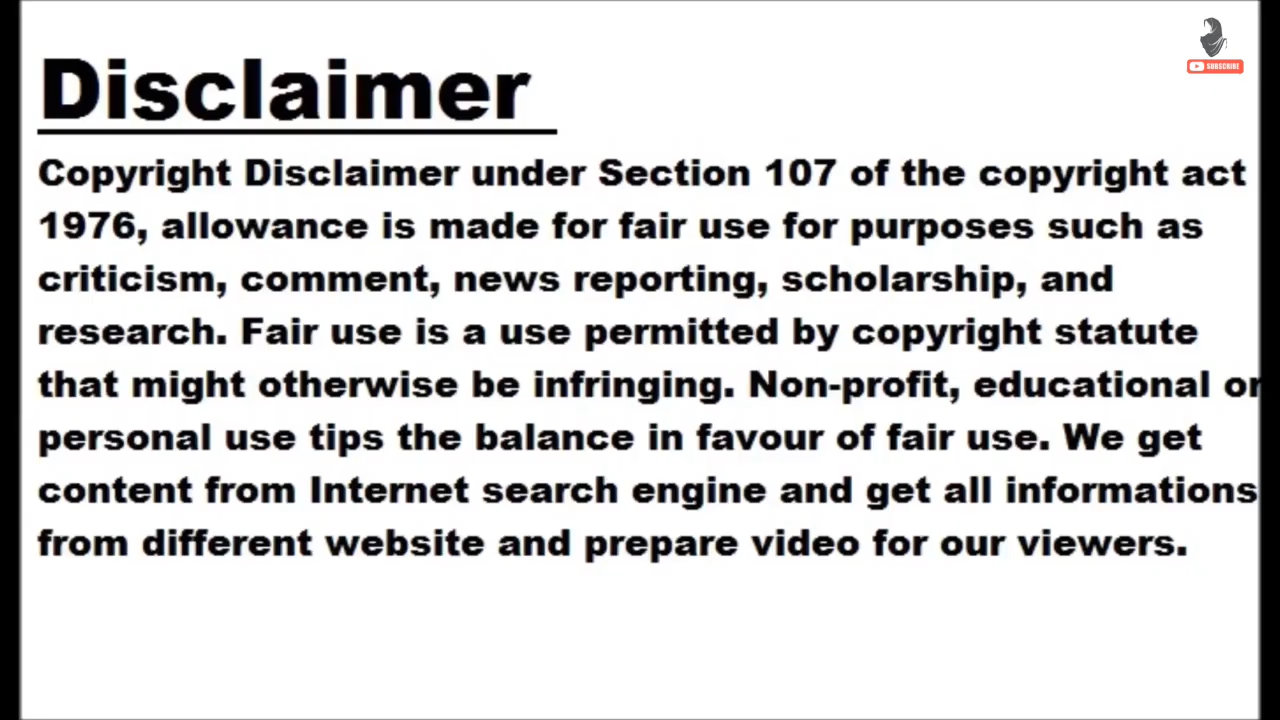 SUBSCRIBE
Disclaimer
Copyright Disclaimer under Section 107 of the copyright act
1976, allowance is made for fair use for purposes such as
criticism, comment, news reporting, scholarship, and
research. Fair use is a use permitted by copyright statute
that might otherwise be infringing. Non-profit, educational or
personal use tips the balance in favour of fair use. We get
content from Internet search engine and get all informations
from different website and prepare video for our viewers.